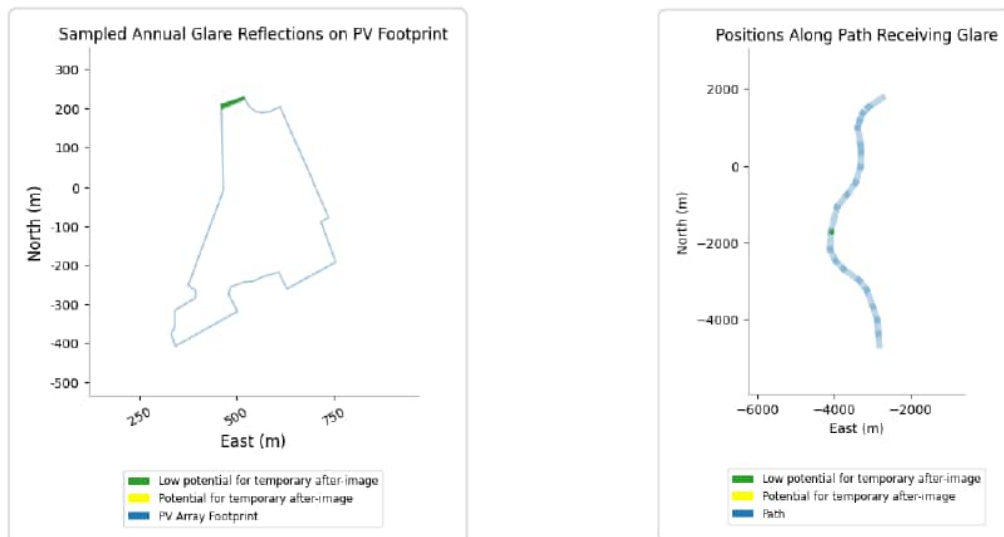 Sampled Annual Glare Reflections on PV Footprint
300
200
100
0
-100
-200
-300
-400
-500
North (m)
250
500
750
East (m)
Low potential for temporary after-image
Potential for temporary after-image
PV Array Footprint
Positions Along Path Receiving Glare
2000
0
−2000
−4000
North (m)
−6000
−4000
−2000
East (m)
Low potential for temporary after-image
Potential for temporary after-image
Path